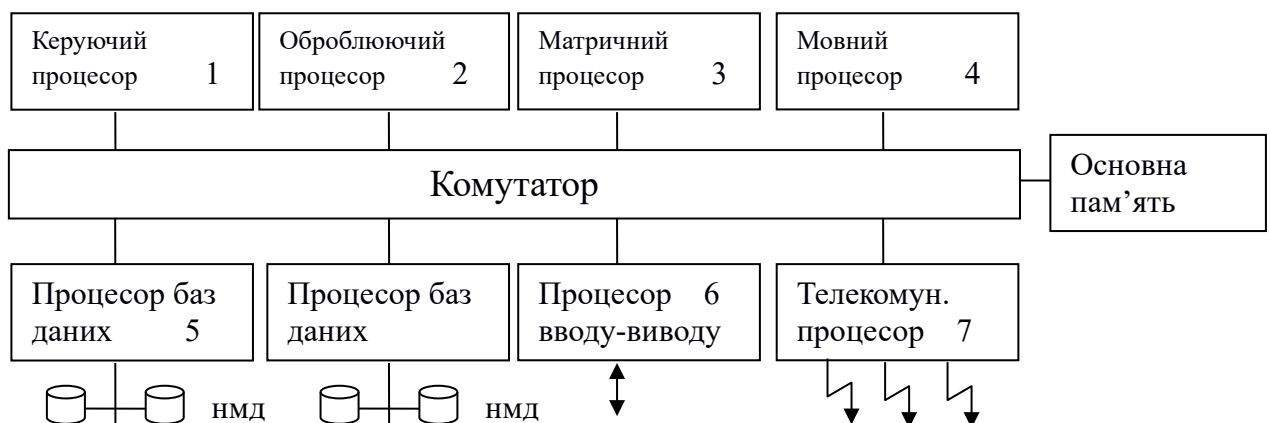 Керуючий
процесор 1
Оброблюючий
процесор 2
Матричний
процесор 3
Мовний
процесор 4
Комутатор
Основна
пам’ять
Процесор баз
даних 5
Процесор баз
даних
Процесор 6
вводу-виводу
Телекомун.
процесор 7
нмд
нмд